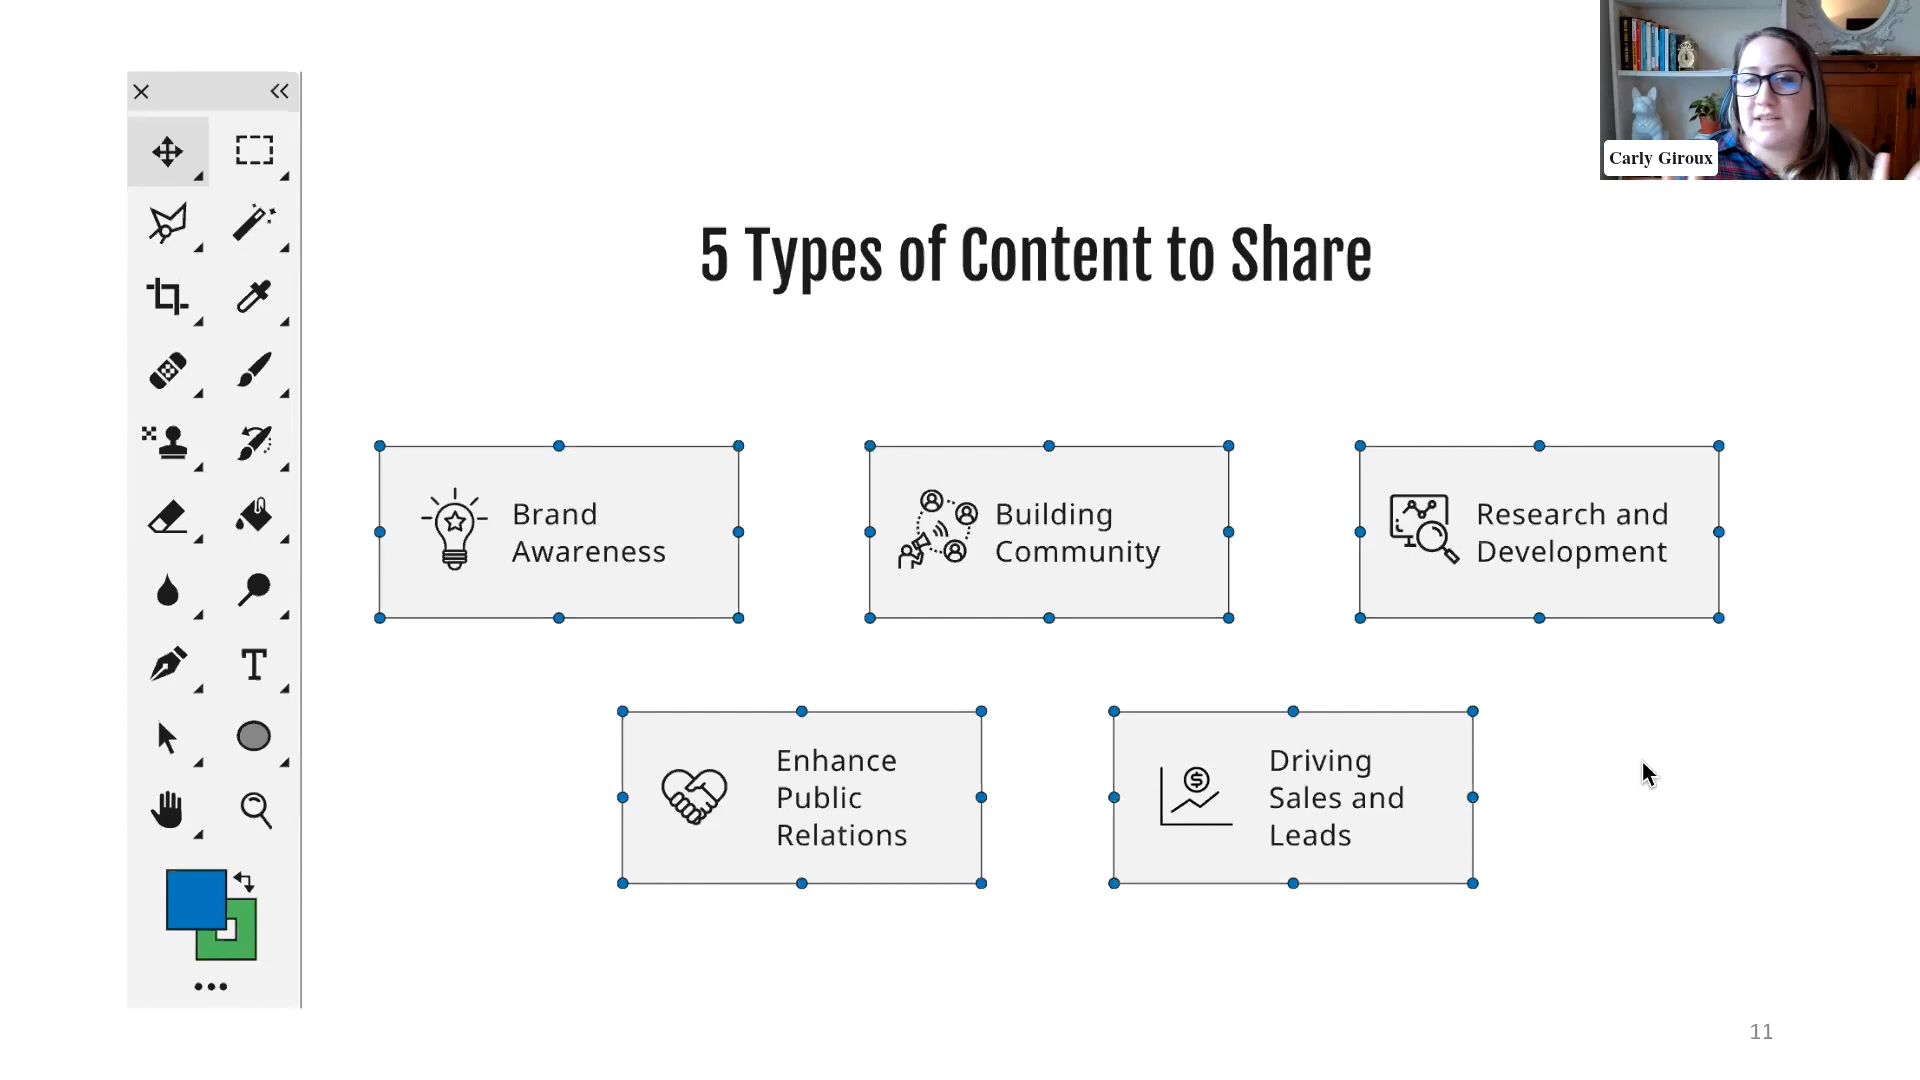 Carly Giroux
5 Types of Content to Share
Brand
Awareness
Building
Community
Research and
Development
Enhance
Public
Relations
Driving
Sales and
Leads
11